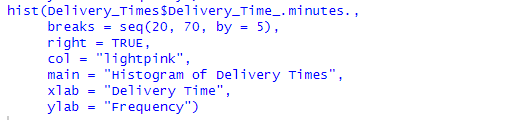 hist(Delivery_Times$Delivery_Time_.minutes.,
breaks = seq(20, 70, by = 5),
right = TRUE,
col = "lightpink",
main = "Histogram of Delivery Times",
xlab = "Delivery Time",
ylab = "Frequency")